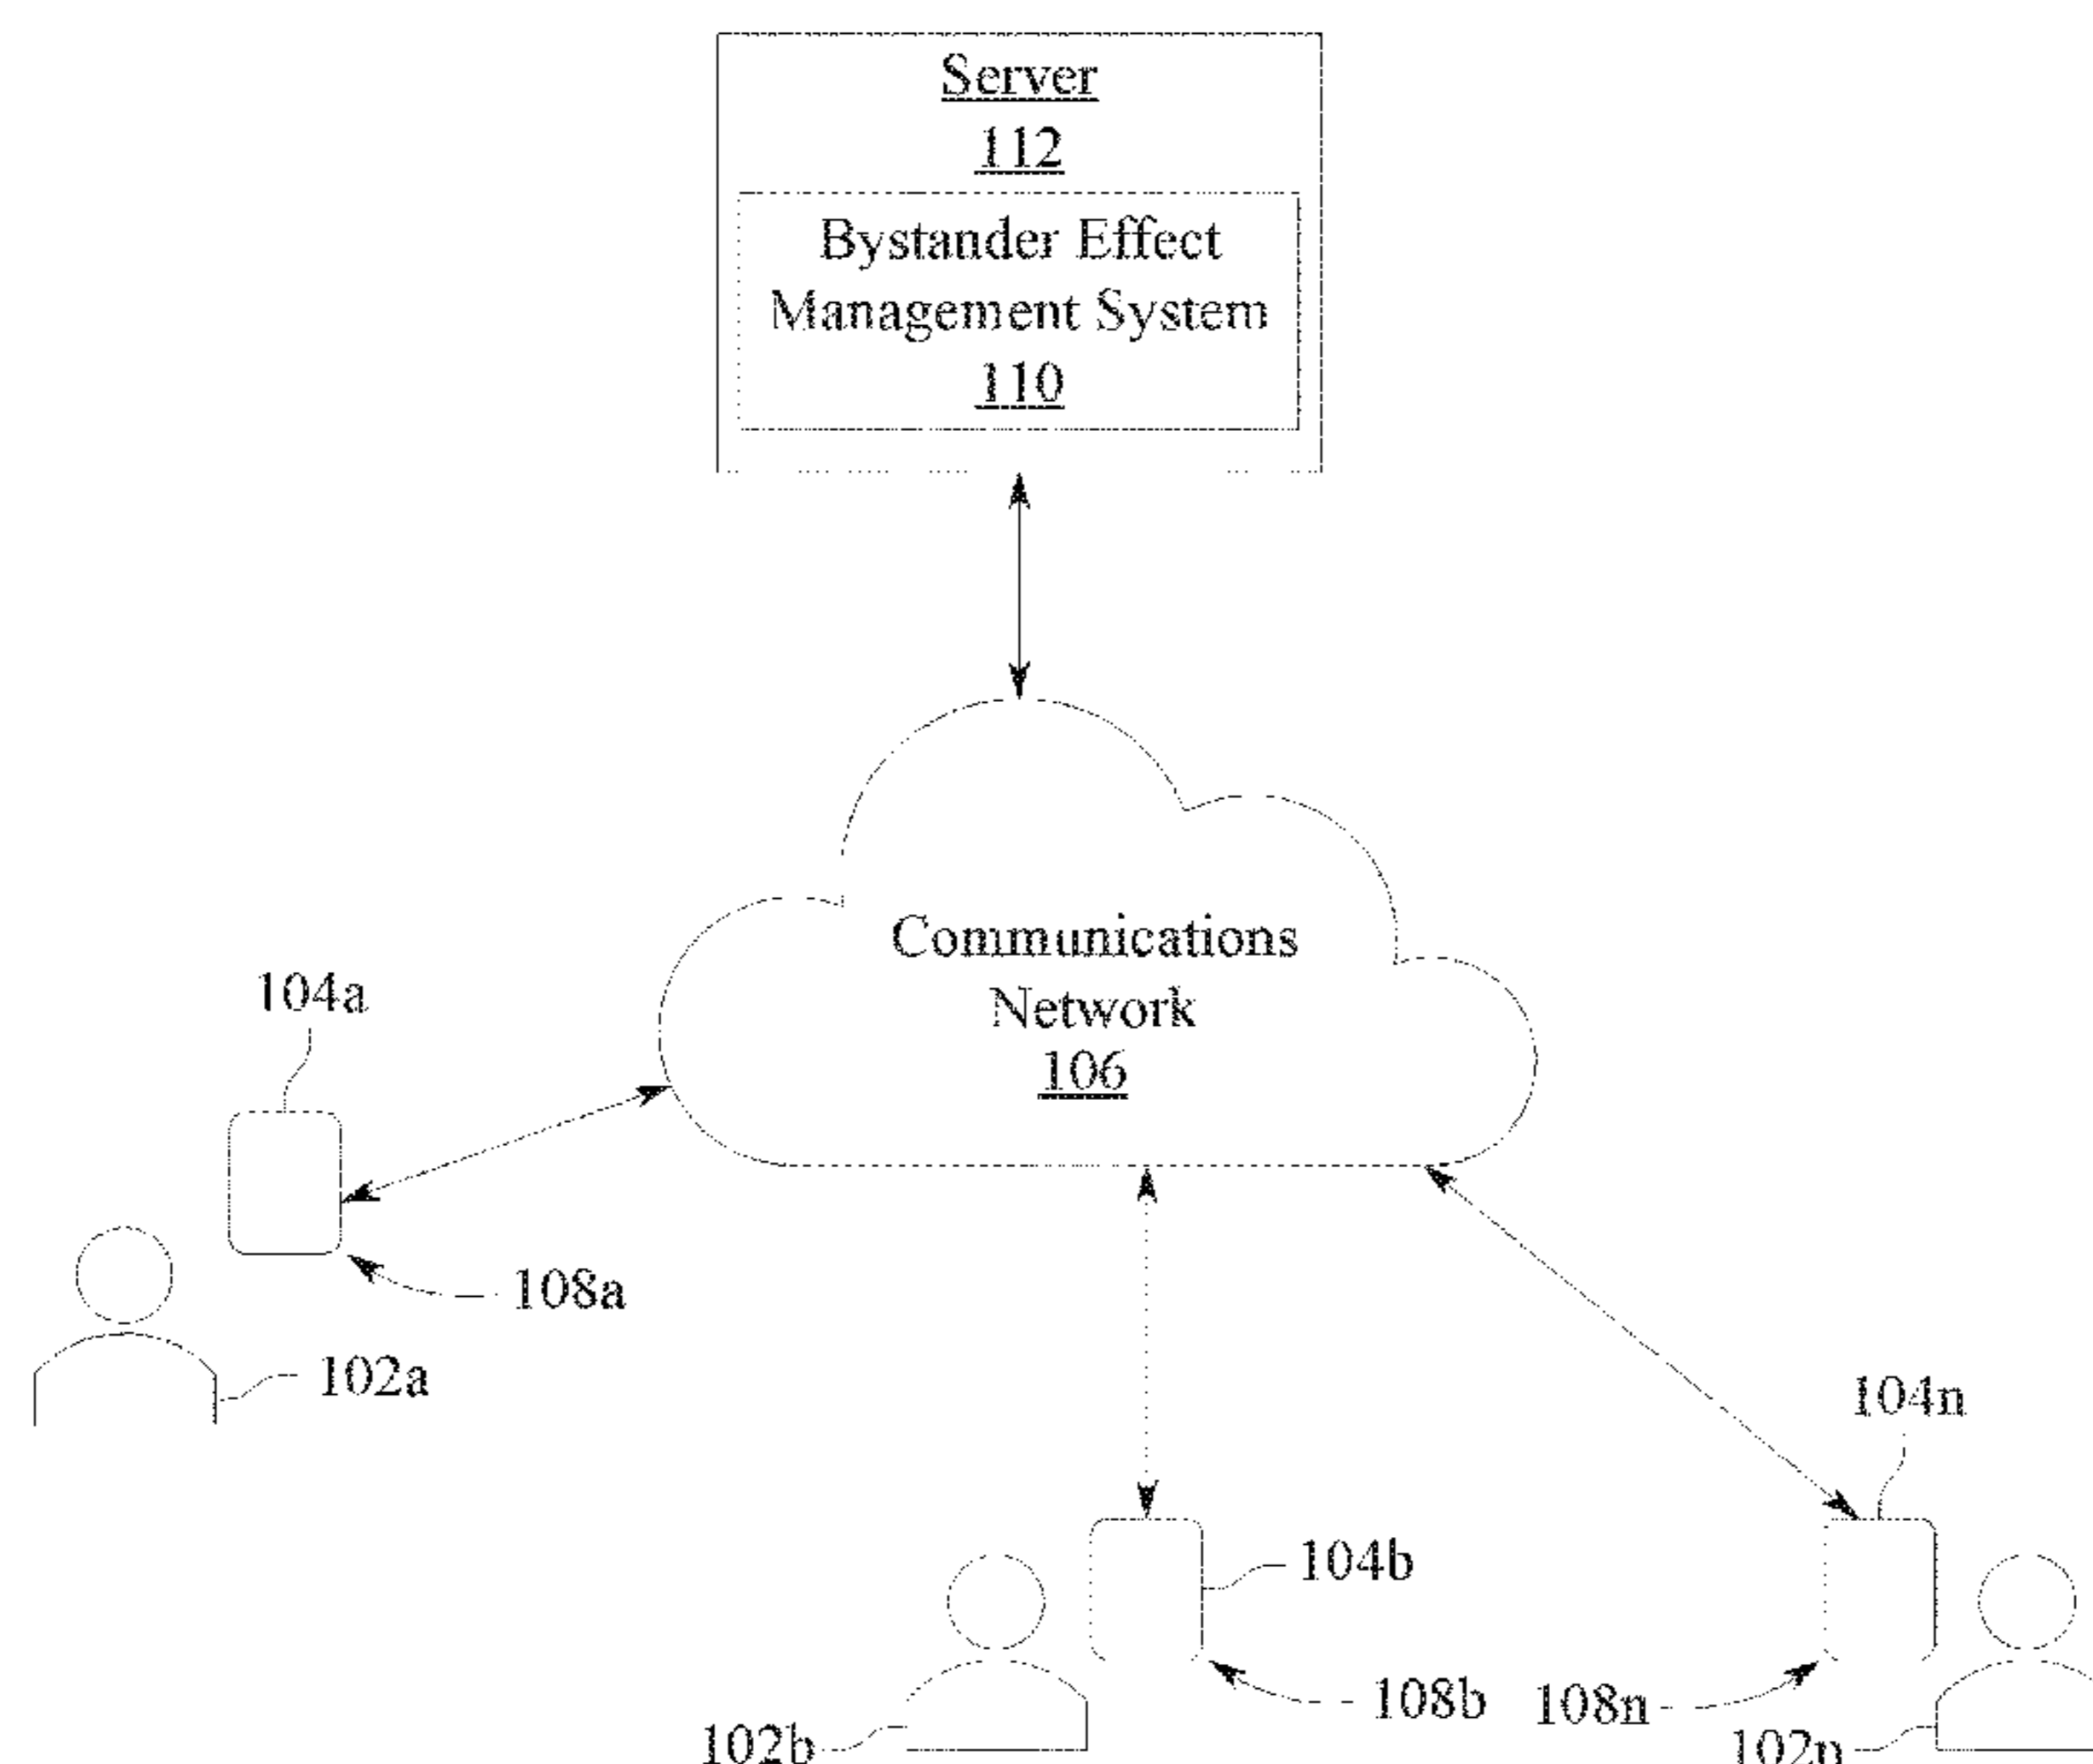 Server
112
Bystander Effect
Management System
110
Communications
Network
106
104a
108a
102a
104n
104b
108b
108n
102b
102n